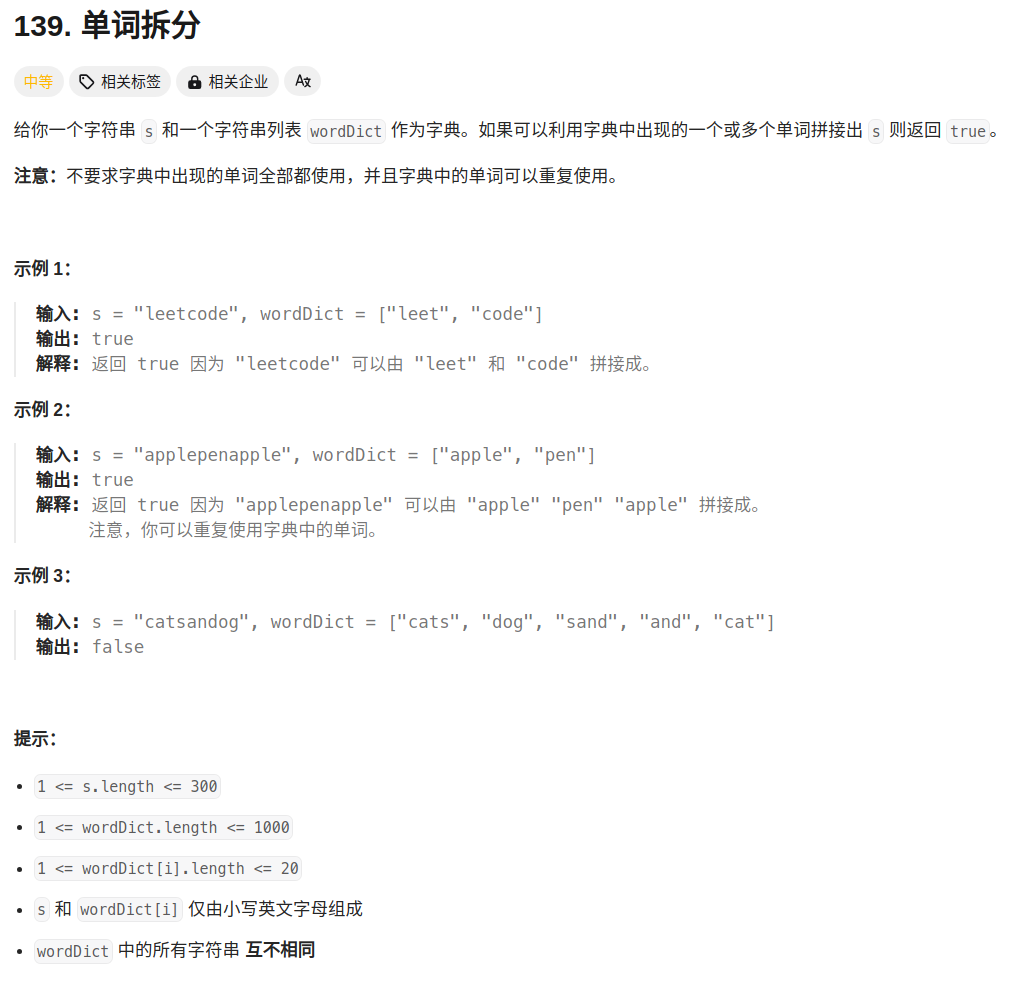 139. 单词拆分
中等 相关标签 相关企业 Aあ
给你一个字符串 s 和一个字符串列表 wordDict 作为字典。如果可以利用字典中出现的一个或多个单词拼接出 s 则返回 true。
注意：不要求字典中出现的单词全部都使用，并且字典中的单词可以重复使用。
示例 1：
输入: s = "leetcode", wordDict = ["leet", "code"]
输出: true
解释: 返回 true 因为 "leetcode" 可以由 "leet" 和 "code" 拼接成。
示例 2：
输入: s = "applepenapple", wordDict = ["apple", "pen"]
输出: true
解释: 返回 true 因为 "applepenapple" 可以由 "apple" "pen" "apple" 拼接成。
注意，你可以重复使用字典中的单词。
示例 3：
输入: s = "catsandog", wordDict = ["cats", "dog", "sand", "and", "cat"]
输出: false
提示：
• 1 <= s.length <= 300
• 1 <= wordDict.length <= 1000
• 1 <= wordDict[i].length <= 20
• s 和 wordDict[i] 仅由小写英文字母组成
• wordDict 中的所有字符串 互不相同